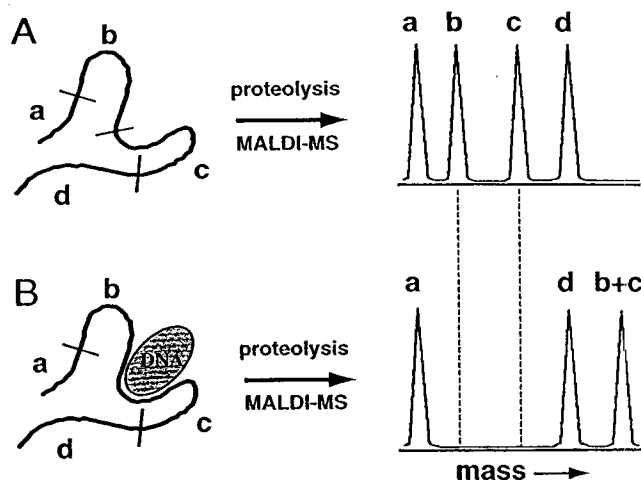 A
b
a
c
d
proteolysis
MALDI-MS
a b c d
B
b
a
DNA
c
d
proteolysis
MALDI-MS
a d b+c
mass